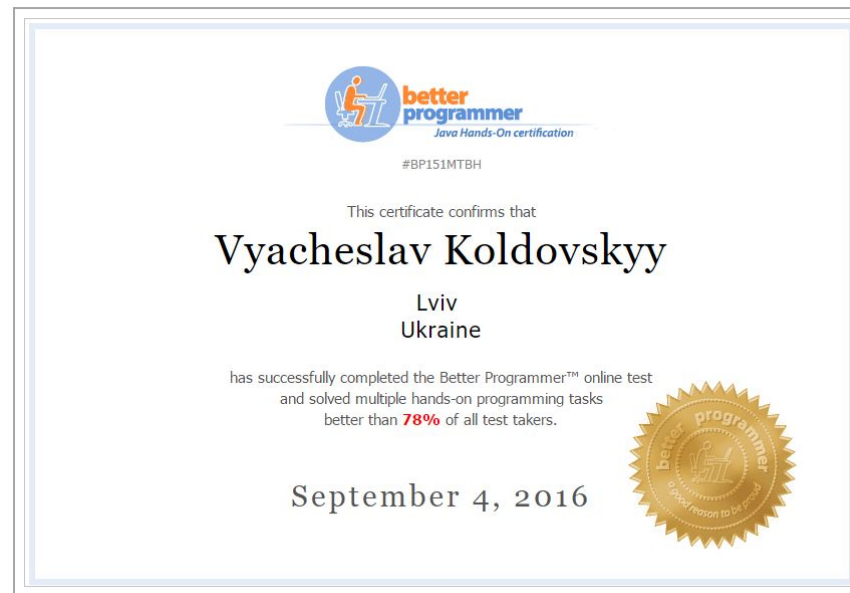 better
programmer
Java Hands-On certification
#BP151MTBH
This certificate confirms that
Vyacheslav Koldovskyy
Lviv
Ukraine
has successfully completed the Better Programmer™ online test
and solved multiple hands-on programming tasks
better than 78% of all test takers.
September 4, 2016
better programmer
a good reason to be proud